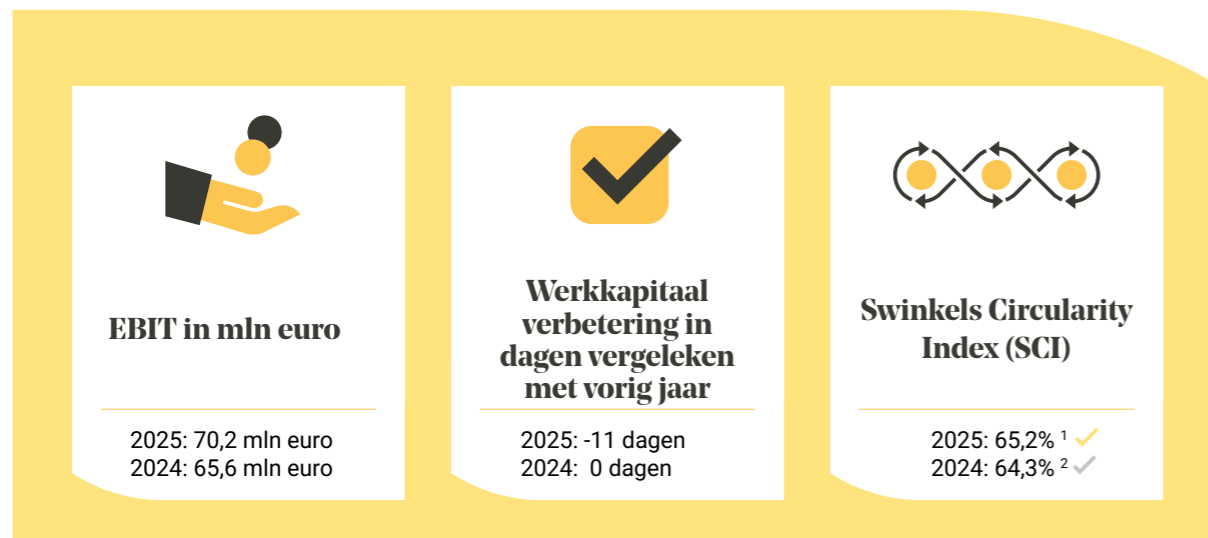 EBIT in mln euro
2025: 70,2 mln euro
2024: 65,6 mln euro
Werkkapitaal
verbetering in
dagen vergeleken
met vorig jaar
2025: -11 dagen
2024: 0 dagen
Swinkels Circularity
Index (SCI)
2025: 65,2% 1
2024: 64,3% 2